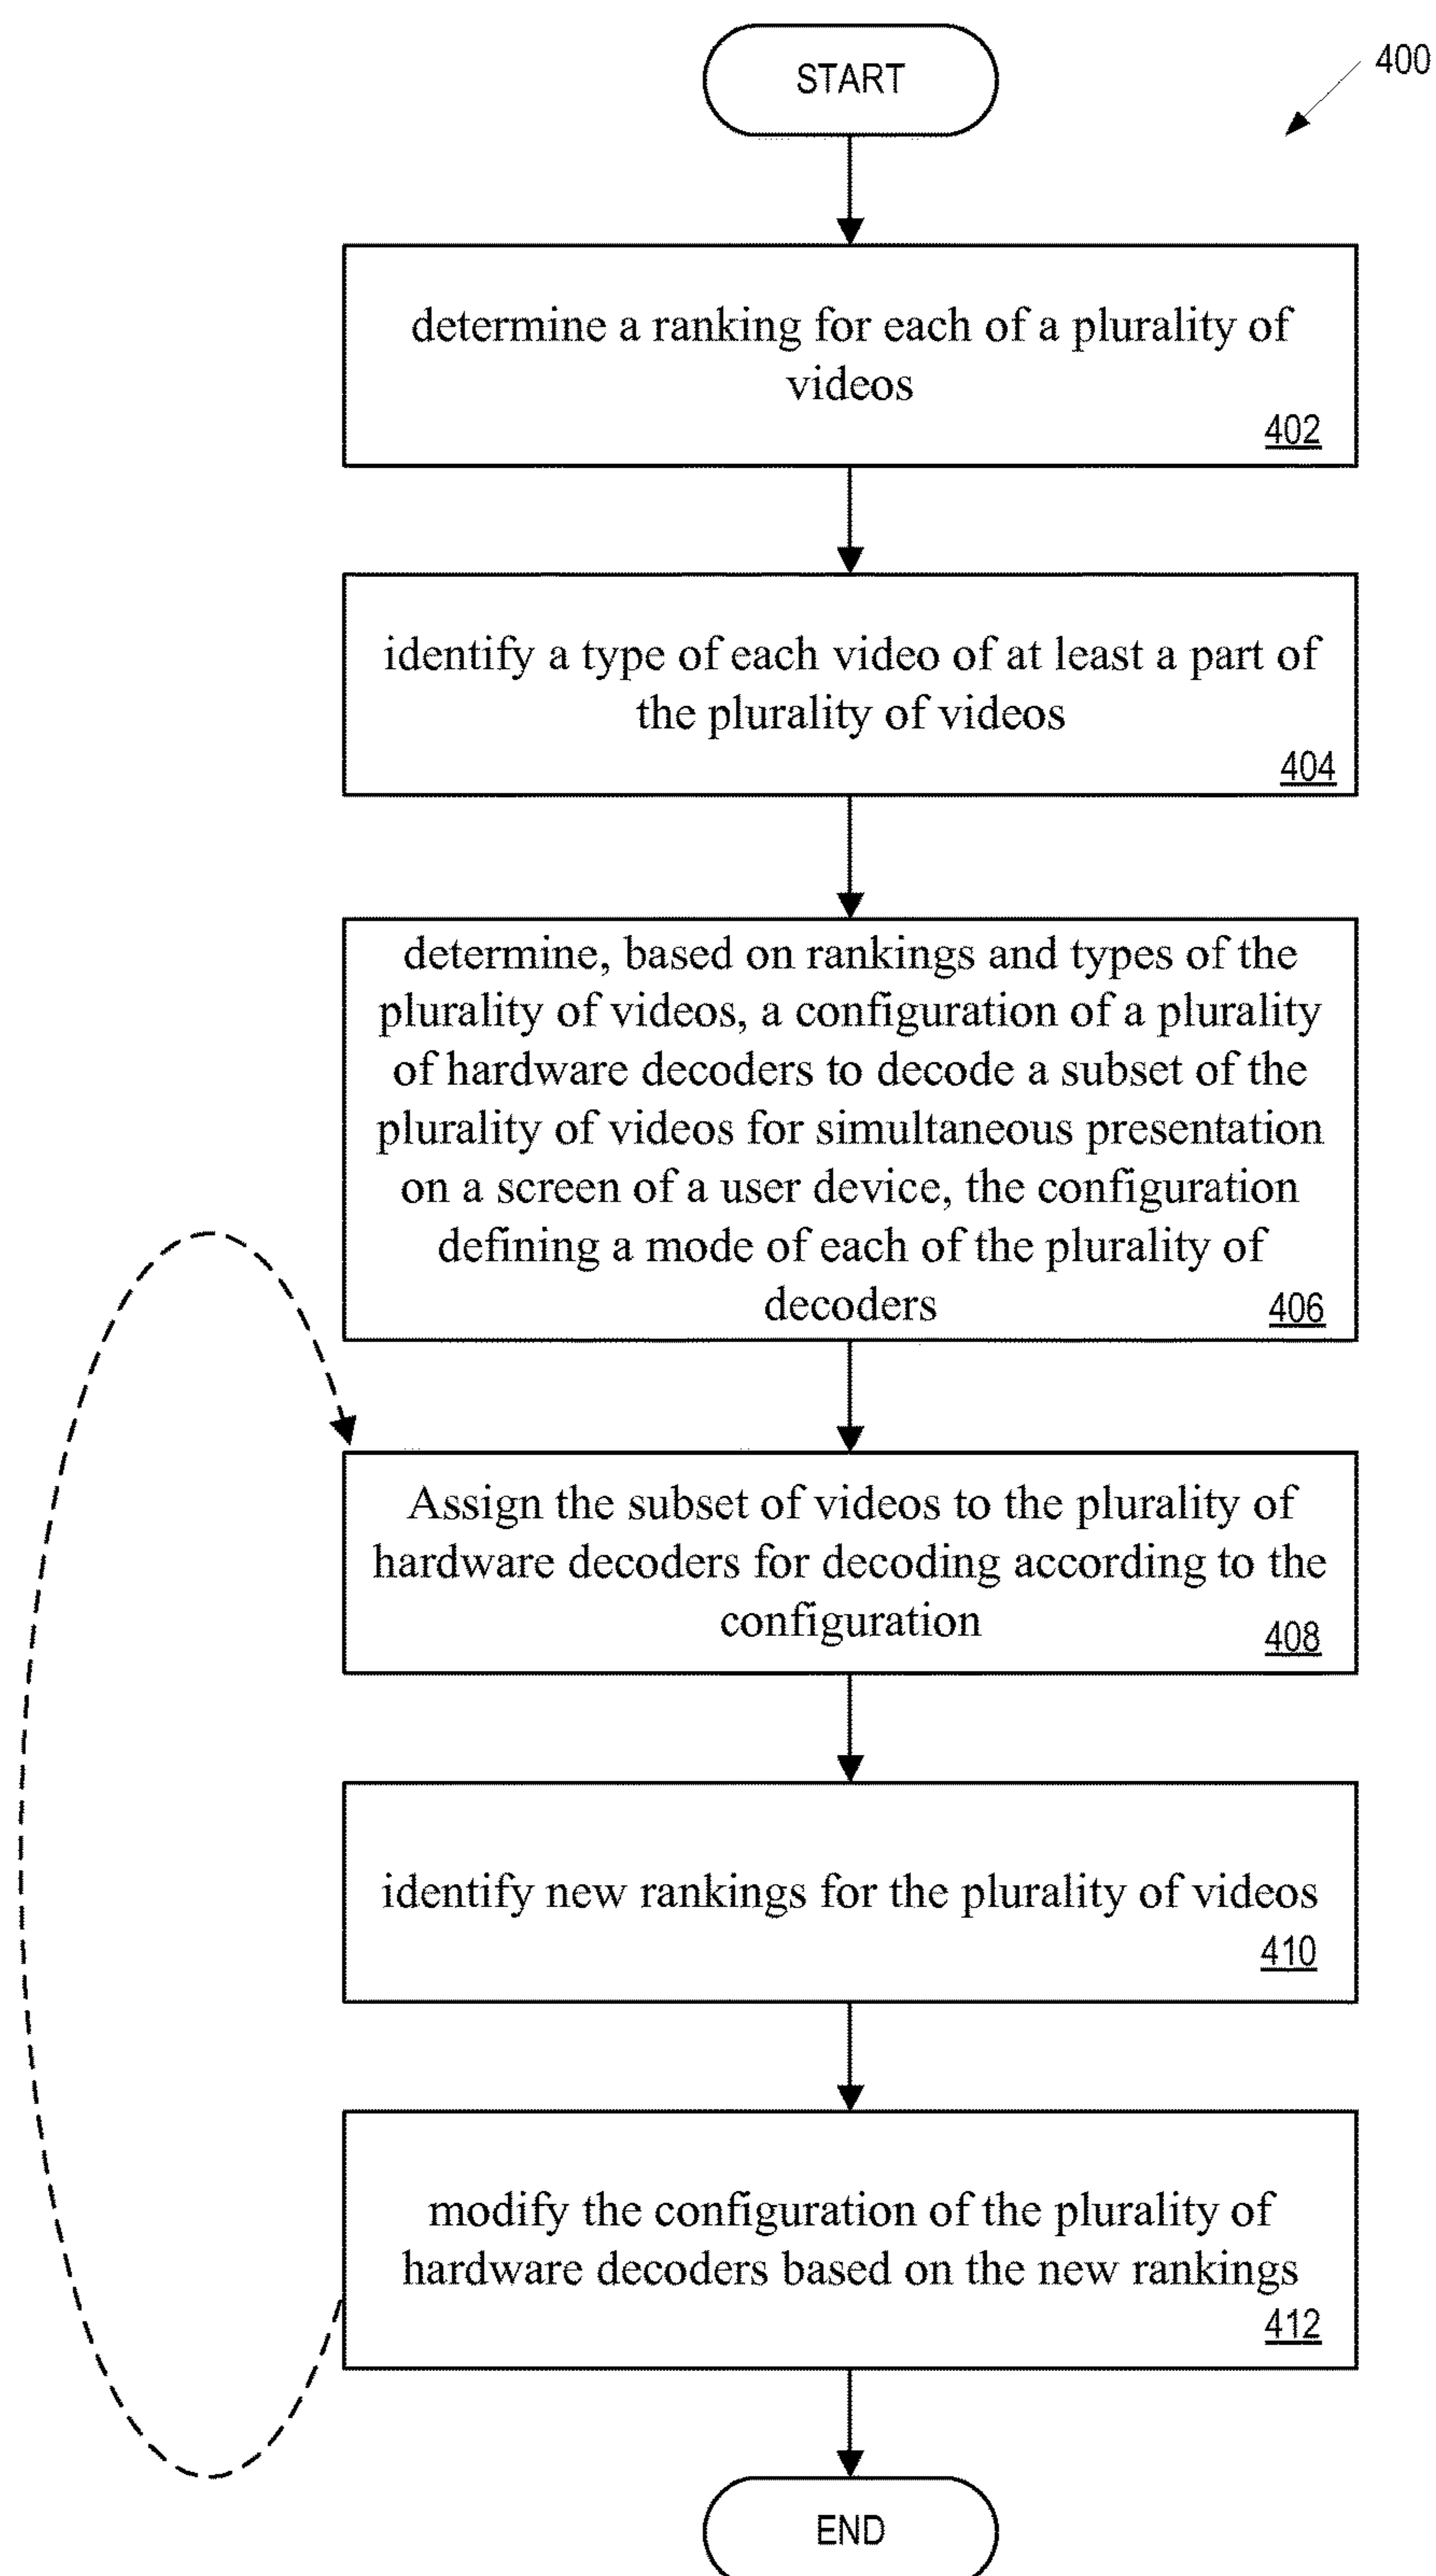 START
400
determine a ranking for each of a plurality of
videos
402
identify a type of each video of at least a part of
the plurality of videos
404
determine, based on rankings and types of the
plurality of videos, a configuration of a plurality
of hardware decoders to decode a subset of the
plurality of videos for simultaneous presentation
on a screen of a user device, the configuration
defining a mode of each of the plurality of
decoders
406
Assign the subset of videos to the plurality of
hardware decoders for decoding according to the
configuration
408
identify new rankings for the plurality of videos
410
modify the configuration of the plurality of
hardware decoders based on the new rankings
412
END